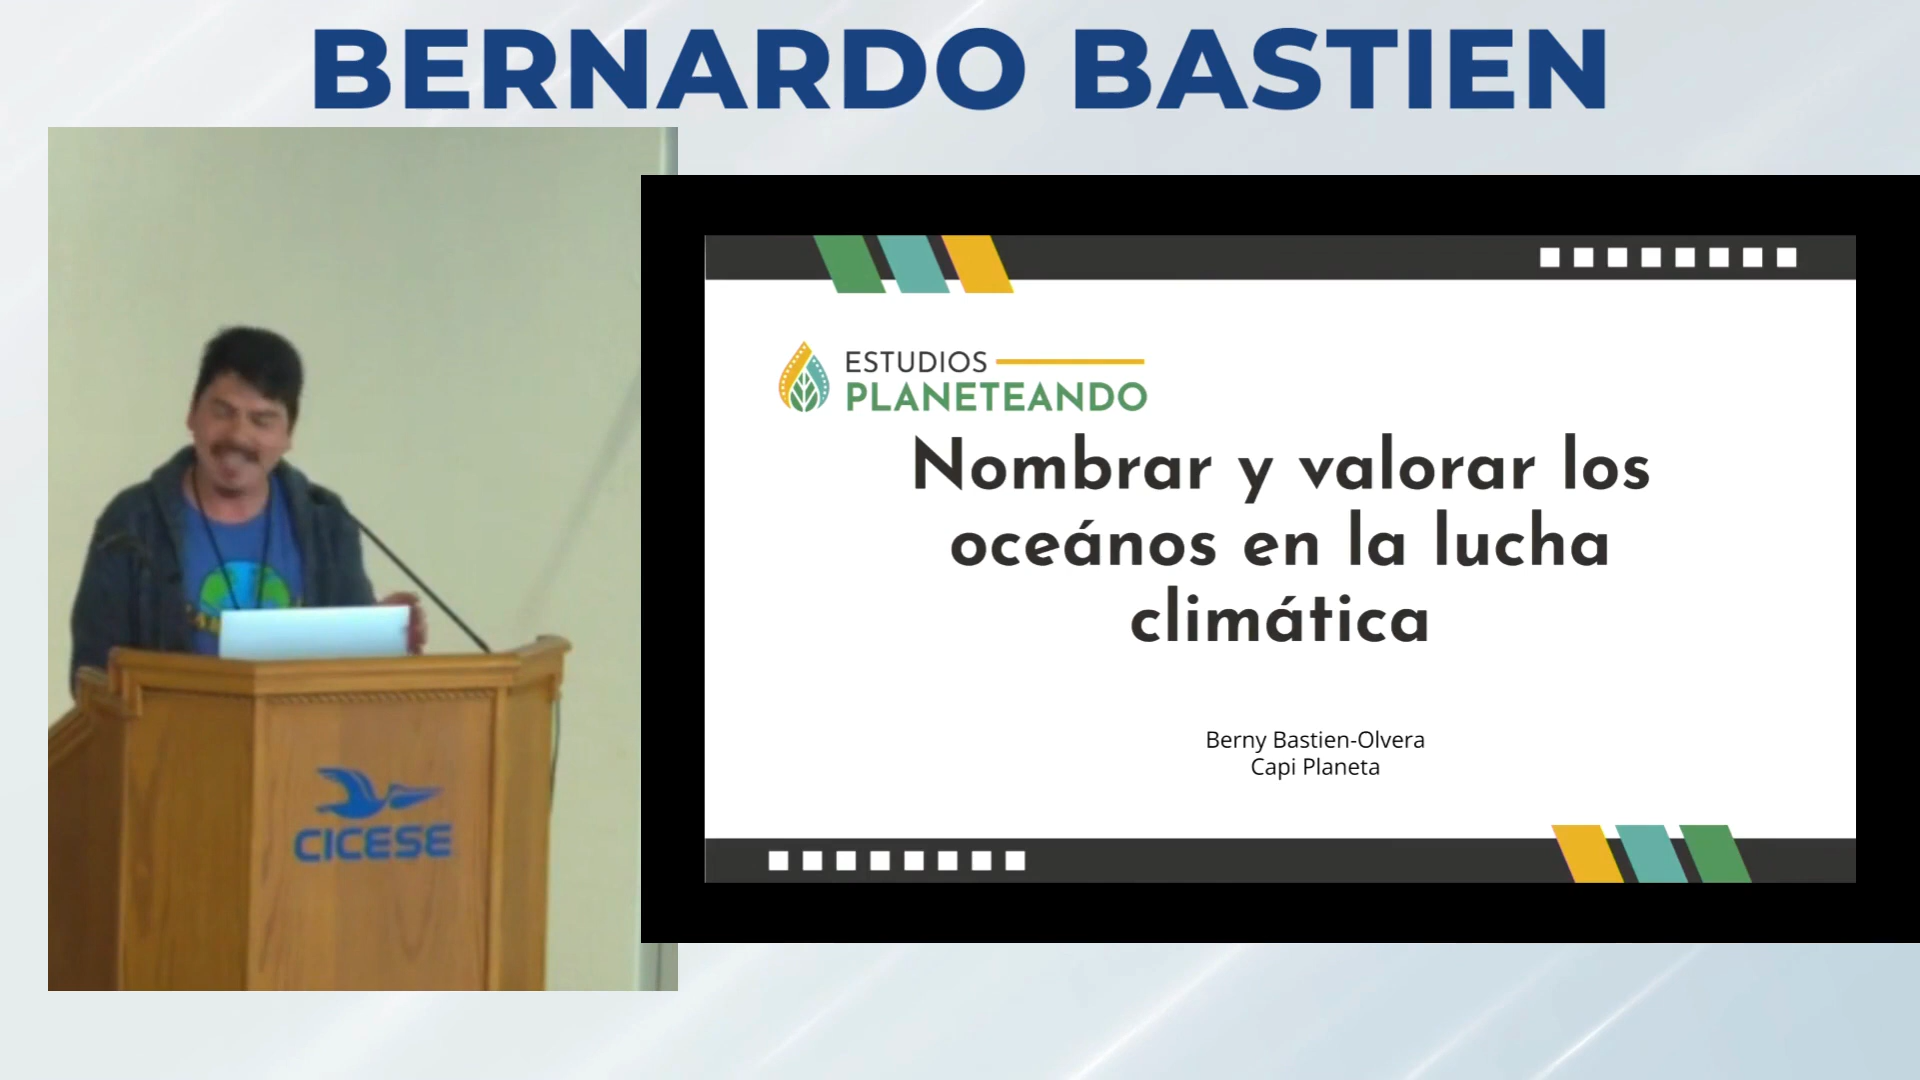 BERNARDO BASTIEN
ESTUDIOS
PLANETEANDO
Nombrar y valorar los
oceános en la lucha
climática
Berny Bastien-Olvera
Capi Planeta
CICESE